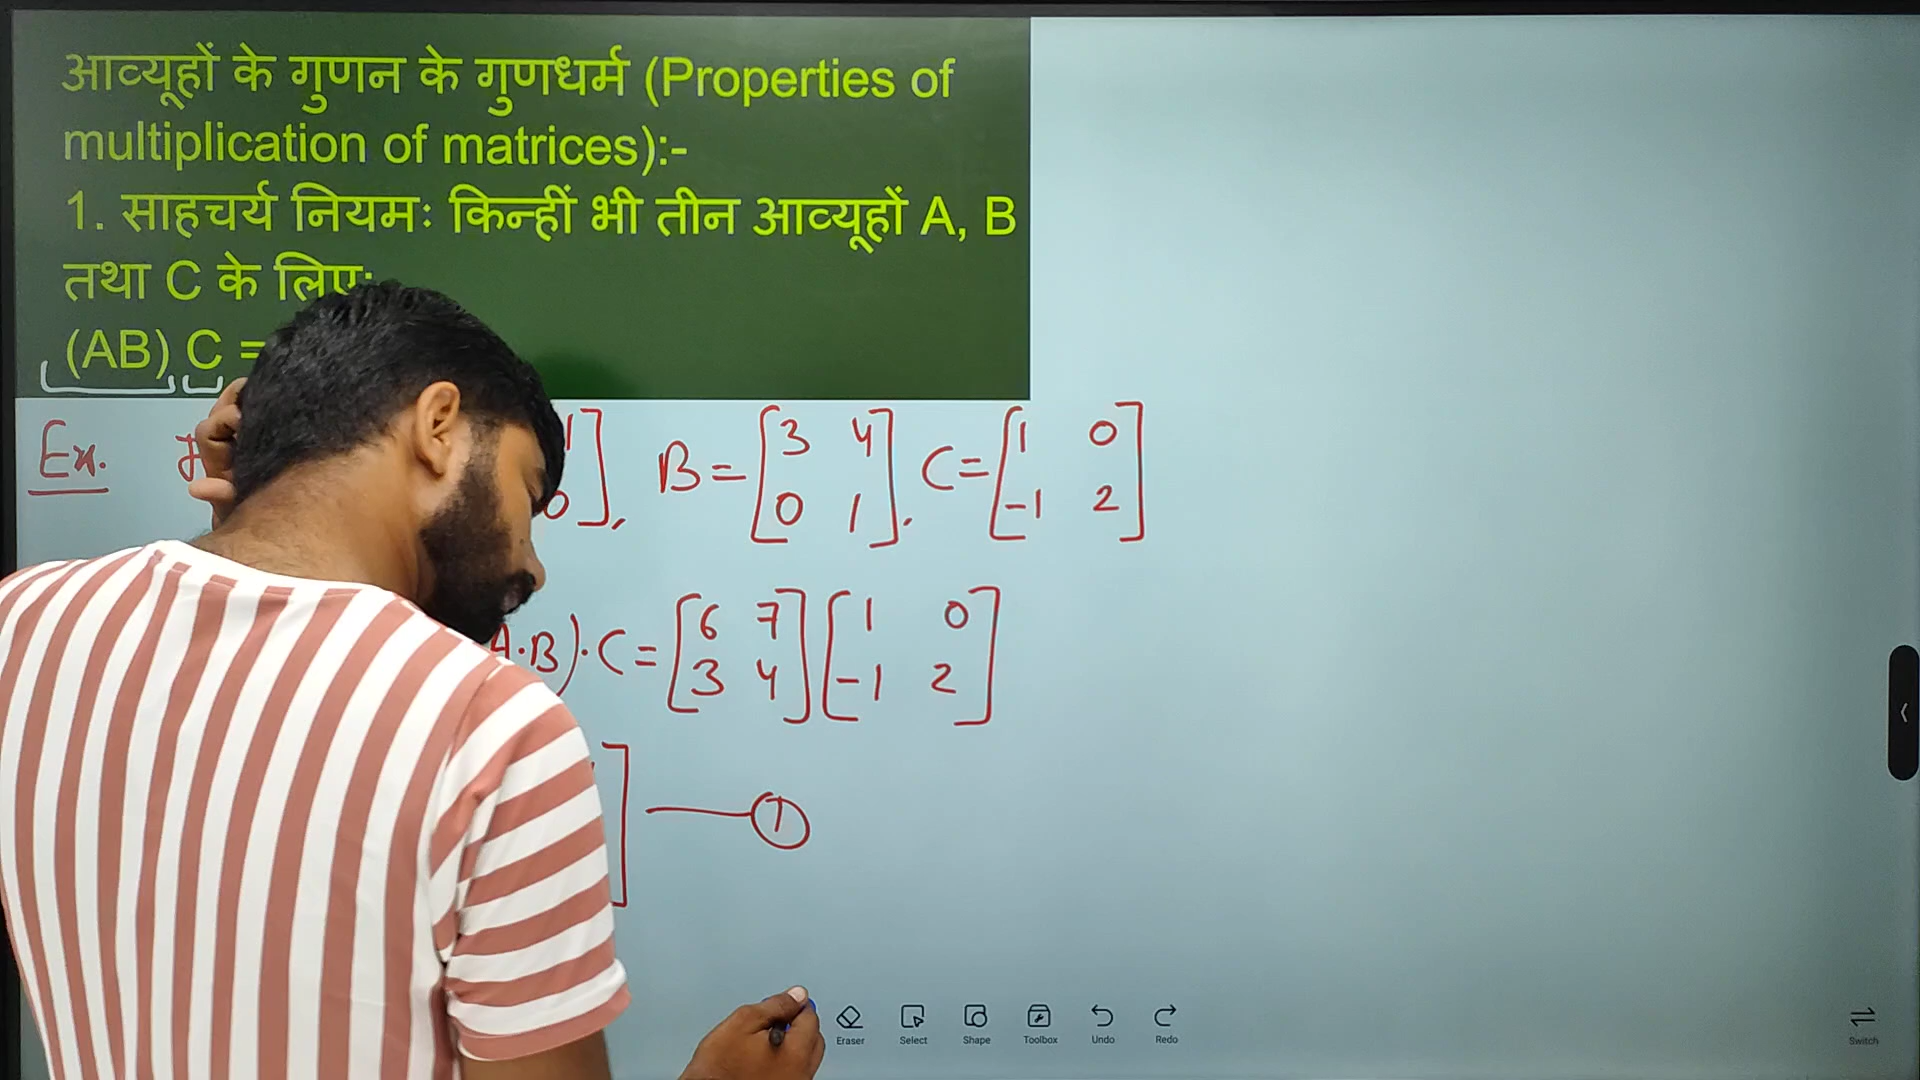 आव्यूहों के गुणन के गुणधर्म (Properties of
multiplication of matrices):-
1. साहचर्य नियमः किन्हीं भी तीन आव्यूहों A, B
तथा C के लिए:
(AB) C =
Ex. 1 ], B = [ 3 4 ], C = [ 1 0 ]
0 ] [ 0 1 ] [ -1 2 ]
A.B).C = [ 6 7 ] [ 1 0 ]
[ 3 4 ] [ -1 2 ]
] — 1
Eraser Select Shape Toolbox Undo Redo Switch